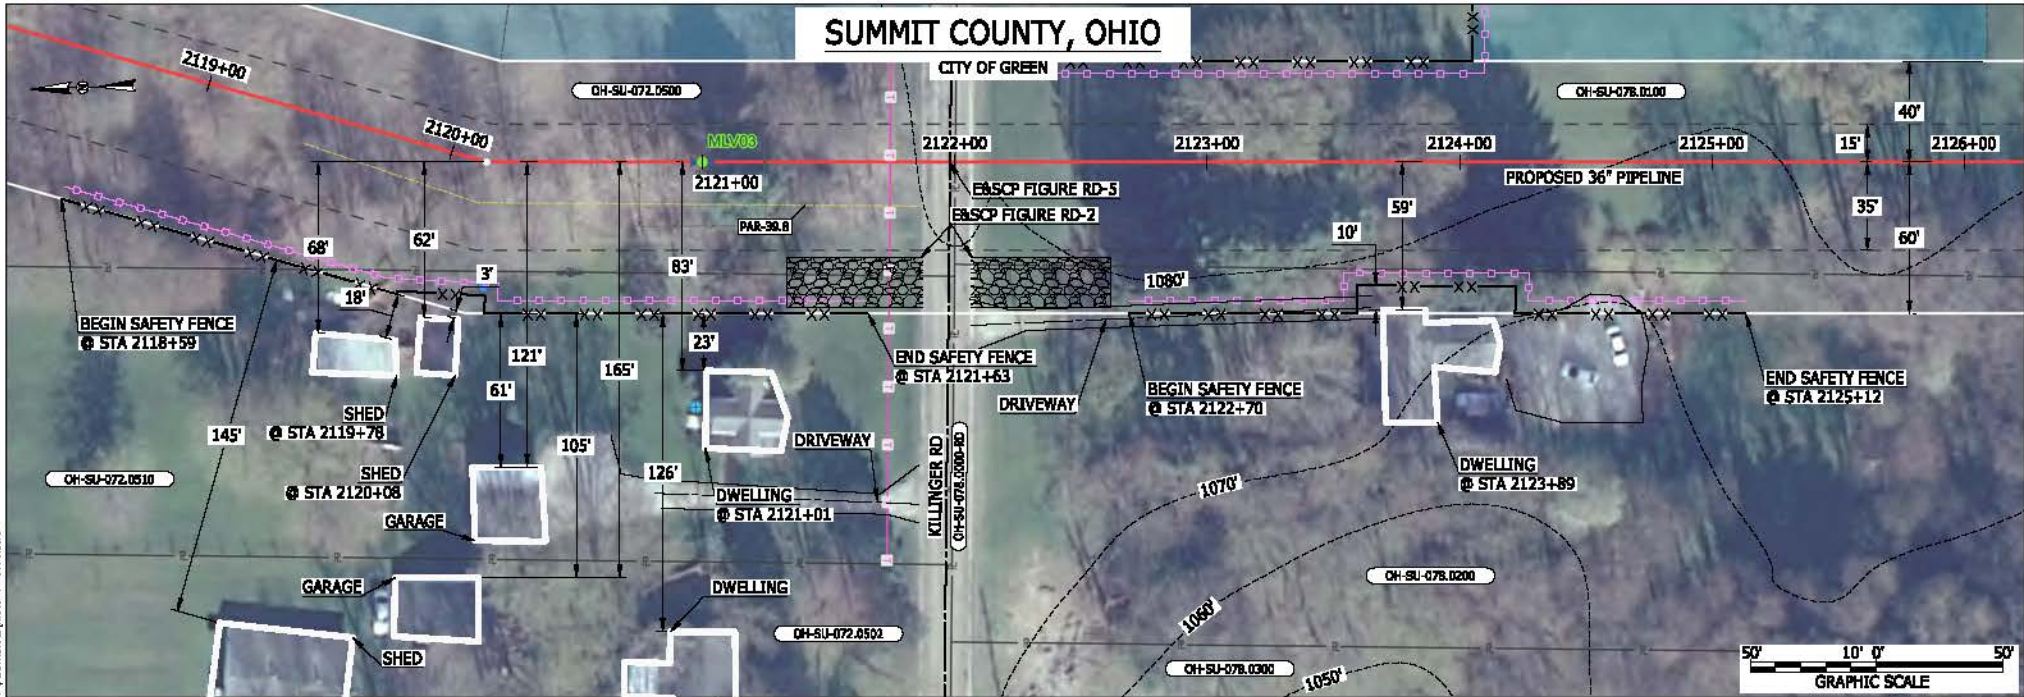 SUMMIT COUNTY, OHIO
CITY OF GREEN
2119+00
OH-SU-072.0500
OH-SU-078.0100
2120+00
MLV03
2121+00
2122+00
2123+00
2124+00
2125+00
2126+00
40'
15'
PROPOSED 36" PIPELINE
E&SCP FIGURE RD-5
E&SCP FIGURE RD-2
PAR-39.8
59'
35'
10'
60'
68'
62'
3'
83'
18'
1080'
BEGIN SAFETY FENCE
@ STA 2118+59
121'
61'
165'
23'
END SAFETY FENCE
@ STA 2121+63
DRIVEWAY
BEGIN SAFETY FENCE
@ STA 2122+70
END SAFETY FENCE
@ STA 2125+12
SHED
@ STA 2119+78
145'
105'
126'
DRIVEWAY
SHED
@ STA 2120+08
OH-SU-072.0510
DWELLING
@ STA 2121+01
KILLINGER RD
OH-SU-078.0000-RD
DWELLING
@ STA 2123+89
1070'
GARAGE
GARAGE
DWELLING
OH-SU-078.0200
1060'
SHED
OH-SU-072.0502
OH-SU-078.0300
1050'
50' 10' 0' 50'
GRAPHIC SCALE